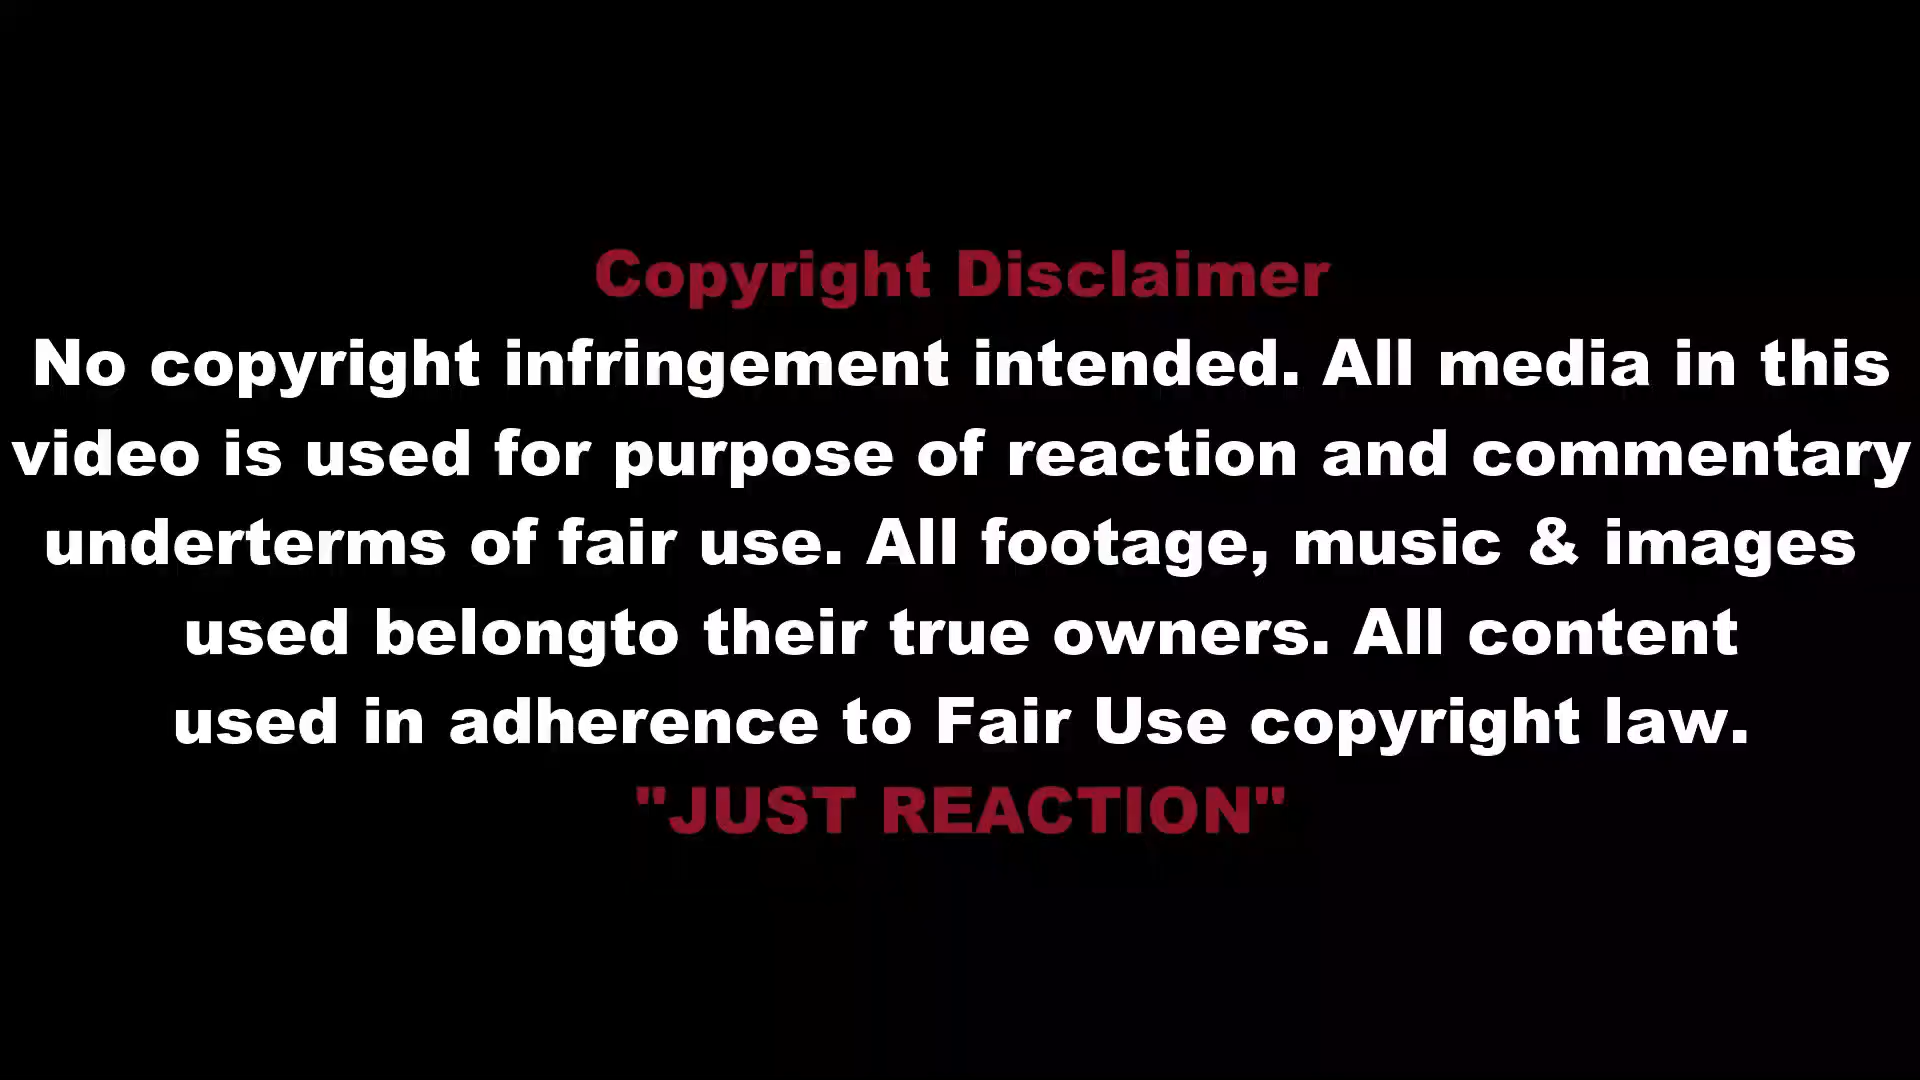 Copyright Disclaimer
No copyright infringement intended. All media in this
video is used for purpose of reaction and commentary
underterms of fair use. All footage, music & images
used belongto their true owners. All content
used in adherence to Fair Use copyright law.
"JUST REACTION"